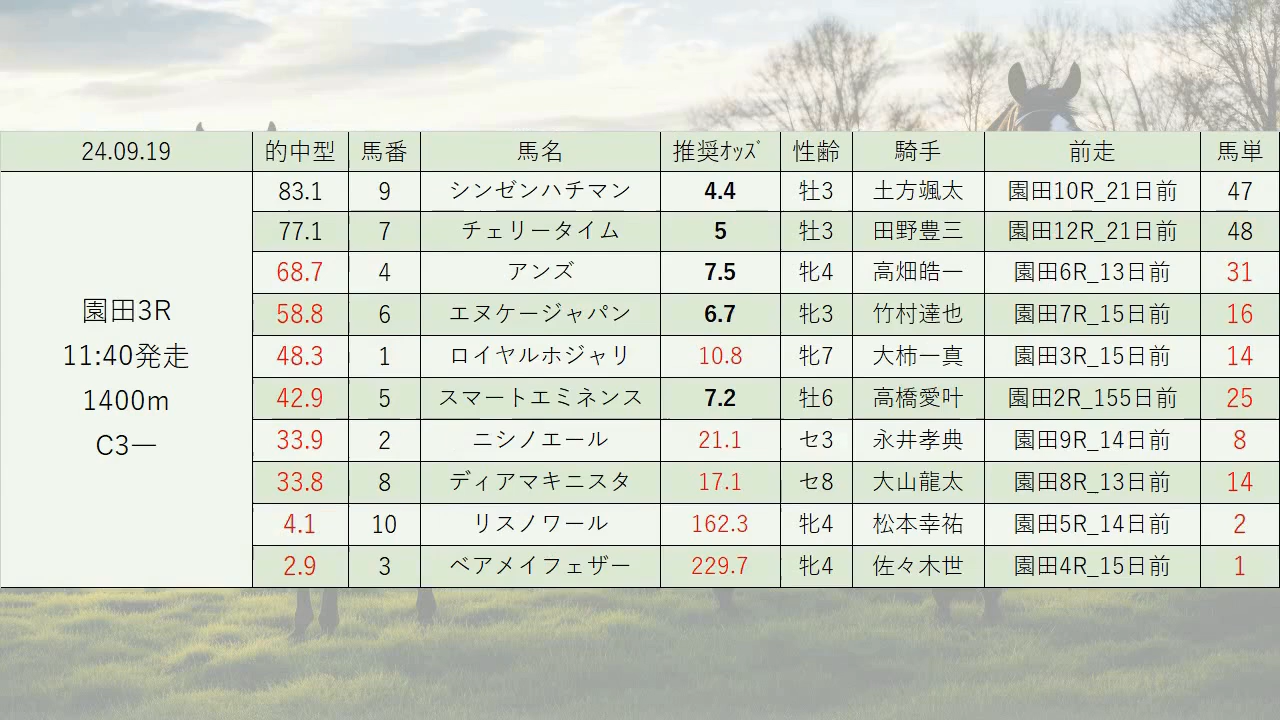 24.09.19 的中型 馬番 馬名 推奨ｵｯｽﾞ 性齢 騎手 前走 馬単
83.1 9 シンゼンハチマン 4.4 牡3 土方颯太 園田10R_21日前 47
77.1 7 チェリータイム 5 牡3 田野豊三 園田12R_21日前 48
68.7 4 アンズ 7.5 牝4 高畑皓一 園田6R_13日前 31
58.8 6 エヌケージャパン 6.7 牝3 竹村達也 園田7R_15日前 16
48.3 1 ロイヤルホジャリ 10.8 牝7 大柿一真 園田3R_15日前 14
42.9 5 スマートエミネンス 7.2 牡6 高橋愛叶 園田2R_155日前 25
33.9 2 ニシノエール 21.1 セ3 永井孝典 園田9R_14日前 8
33.8 8 ディアマキニスタ 17.1 セ8 大山龍太 園田8R_13日前 14
4.1 10 リスノワール 162.3 牝4 松本幸祐 園田5R_14日前 2
2.9 3 ベアメイフェザー 229.7 牝4 佐々木世 園田4R_15日前 1
園田3R
11:40発走
1400m
C3一